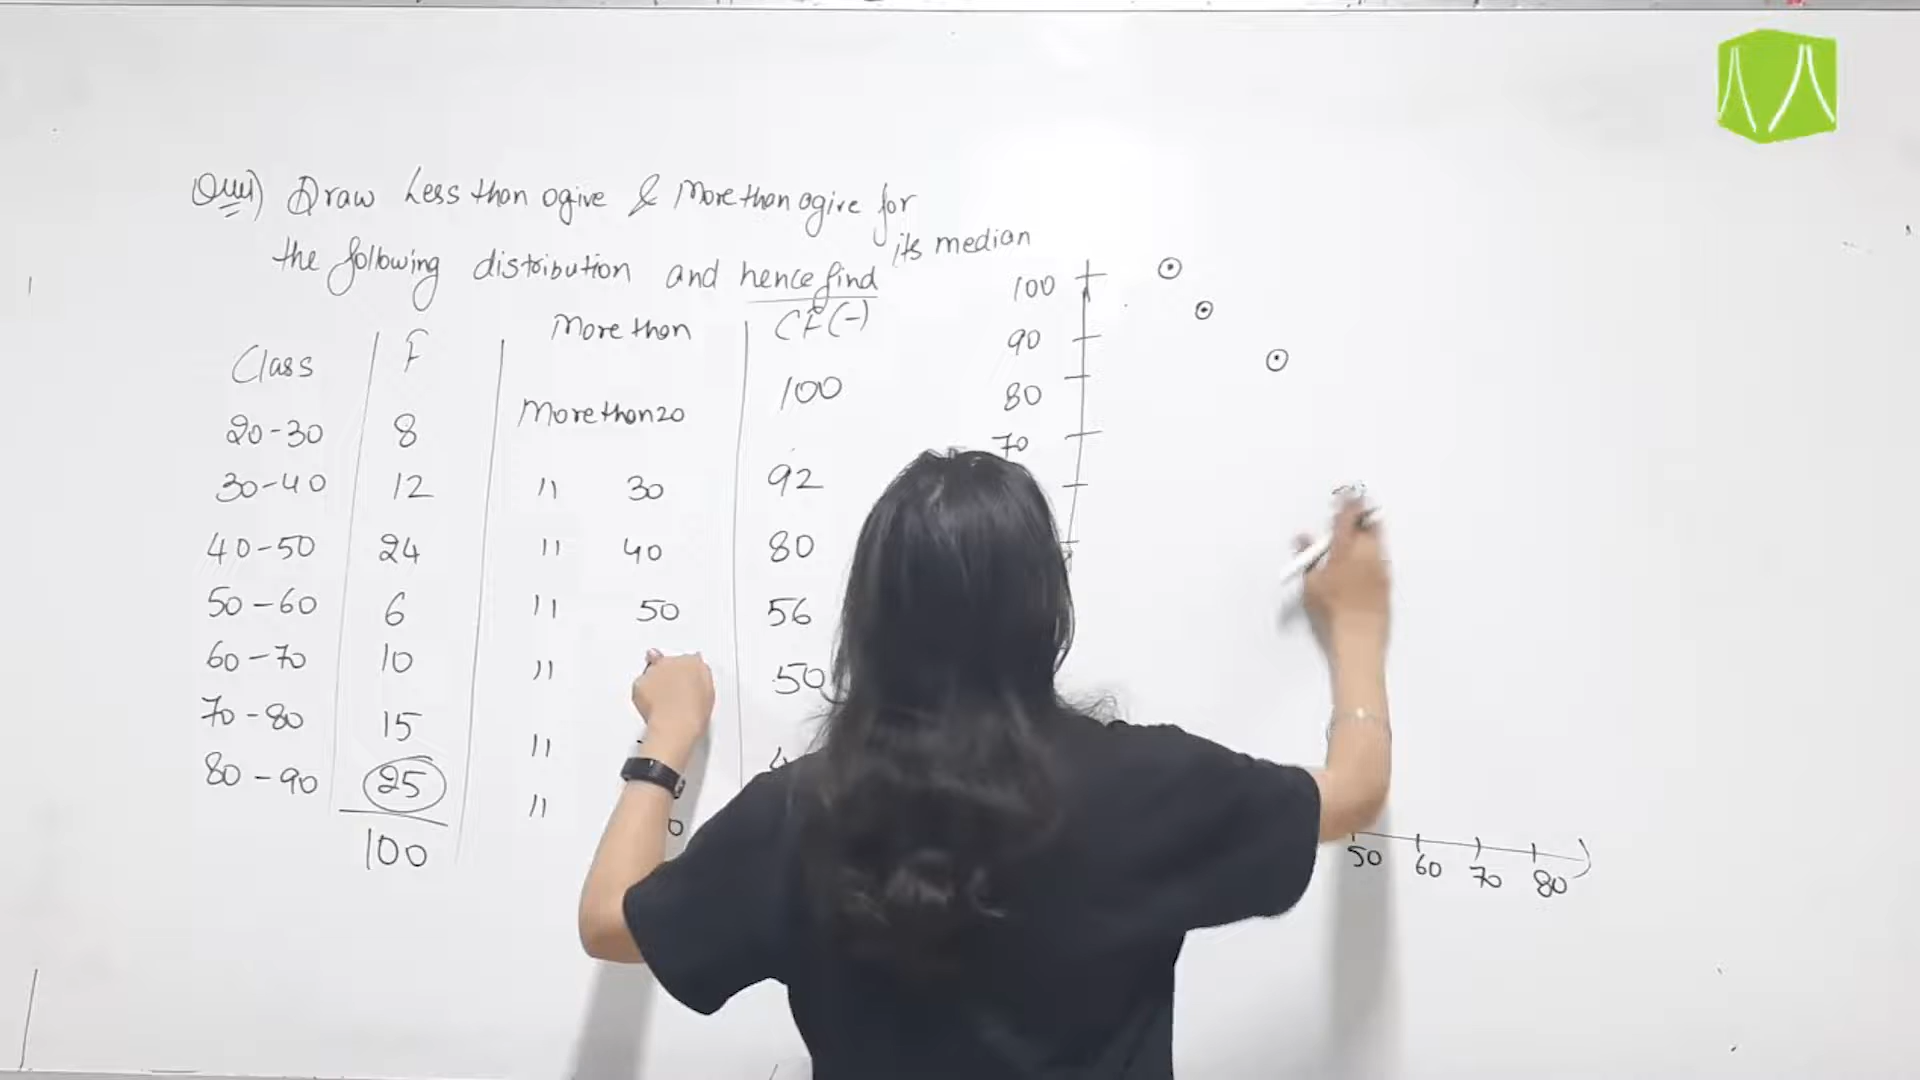 Que1) Draw Less than ogive & More than ogive for
the following distribution and hence find its median
Class F More than CF(-)
20-30 8 More than 20 100
30-40 12 " 30 92
40-50 24 " 40 80
50-60 6 " 50 56
60-70 10 " 50
70-80 15 "
80-90 25 "
100
100
90
80
70
50 60 70 80